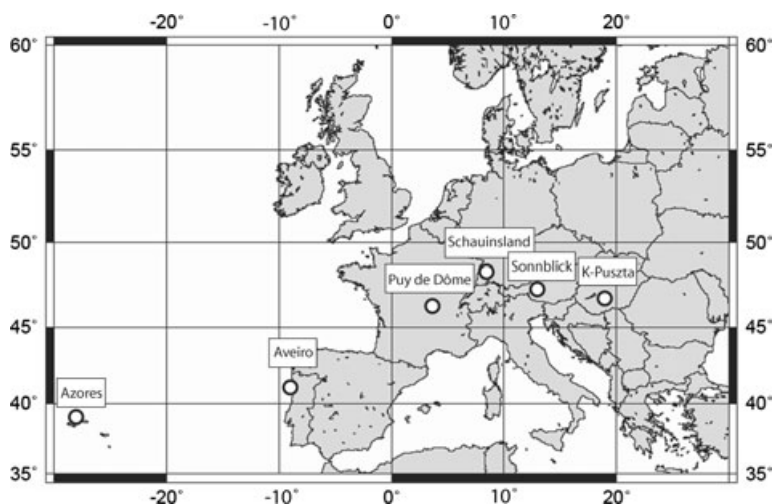 -20° -10° 0° 10° 20°
60° 60°
55° 55°
50° 50°
Schauinsland
Sonnblick
Puy de Dôme
K-Puszta
45° 45°
Aveiro
Azores
40° 40°
35° 35°
-20° -10° 0° 10° 20°